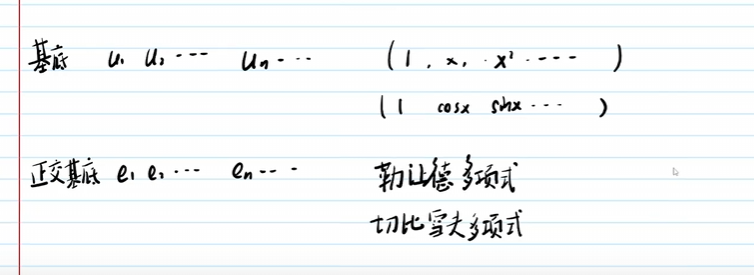 基底 u₁ u₂ ··· uₙ ··· (1, x, x² ····)
(1 cosx sinx ···)
正交基底 e₁ e₂ ··· eₙ ··· 勒让德多项式
切比雪夫多项式